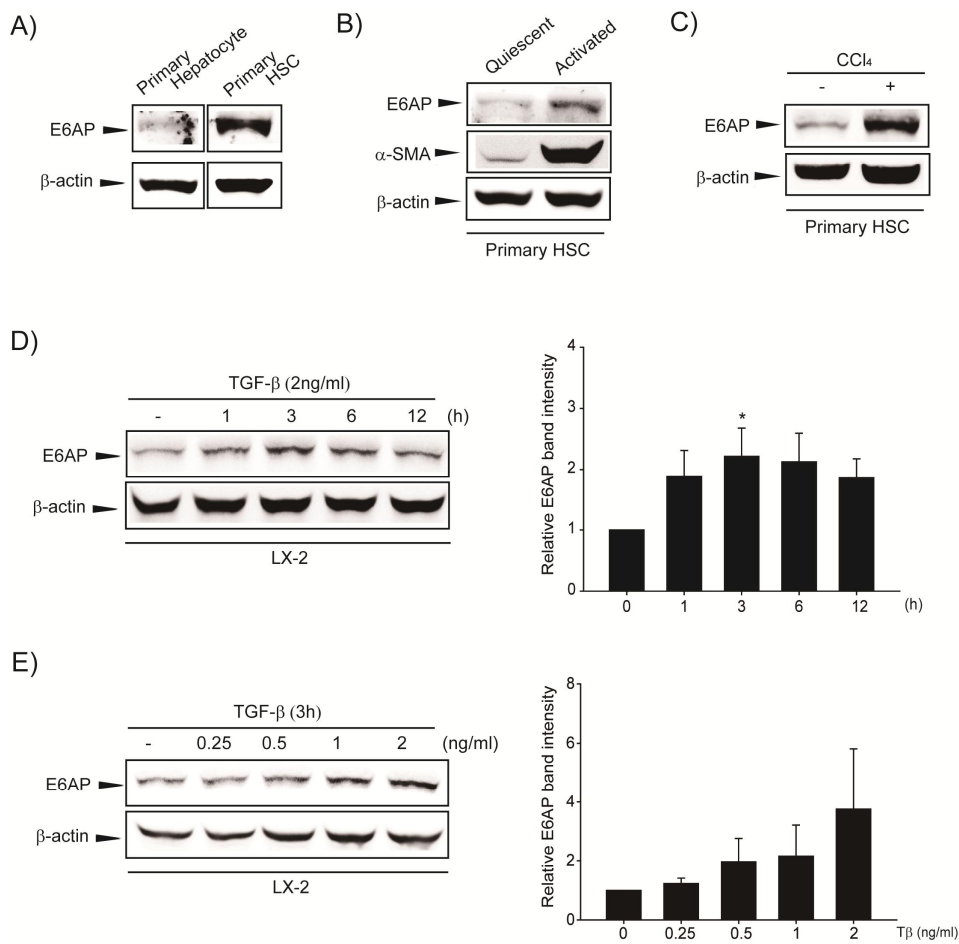 A)
Primary
Hepatocyte
Primary
HSC
E6AP
β-actin
B)
Quiescent
Activated
E6AP
α-SMA
β-actin
Primary HSC
C)
CCl₄
- +
E6AP
β-actin
Primary HSC
D)
TGF-β (2ng/ml)
- 1 3 6 12 (h)
E6AP
β-actin
LX-2
Relative E6AP band intensity
4
3
2
1
0
*
0 1 3 6 12 (h)
E)
TGF-β (3h)
- 0.25 0.5 1 2 (ng/ml)
E6AP
β-actin
LX-2
Relative E6AP band intensity
8
6
4
2
0
0 0.25 0.5 1 2 Tβ (ng/ml)